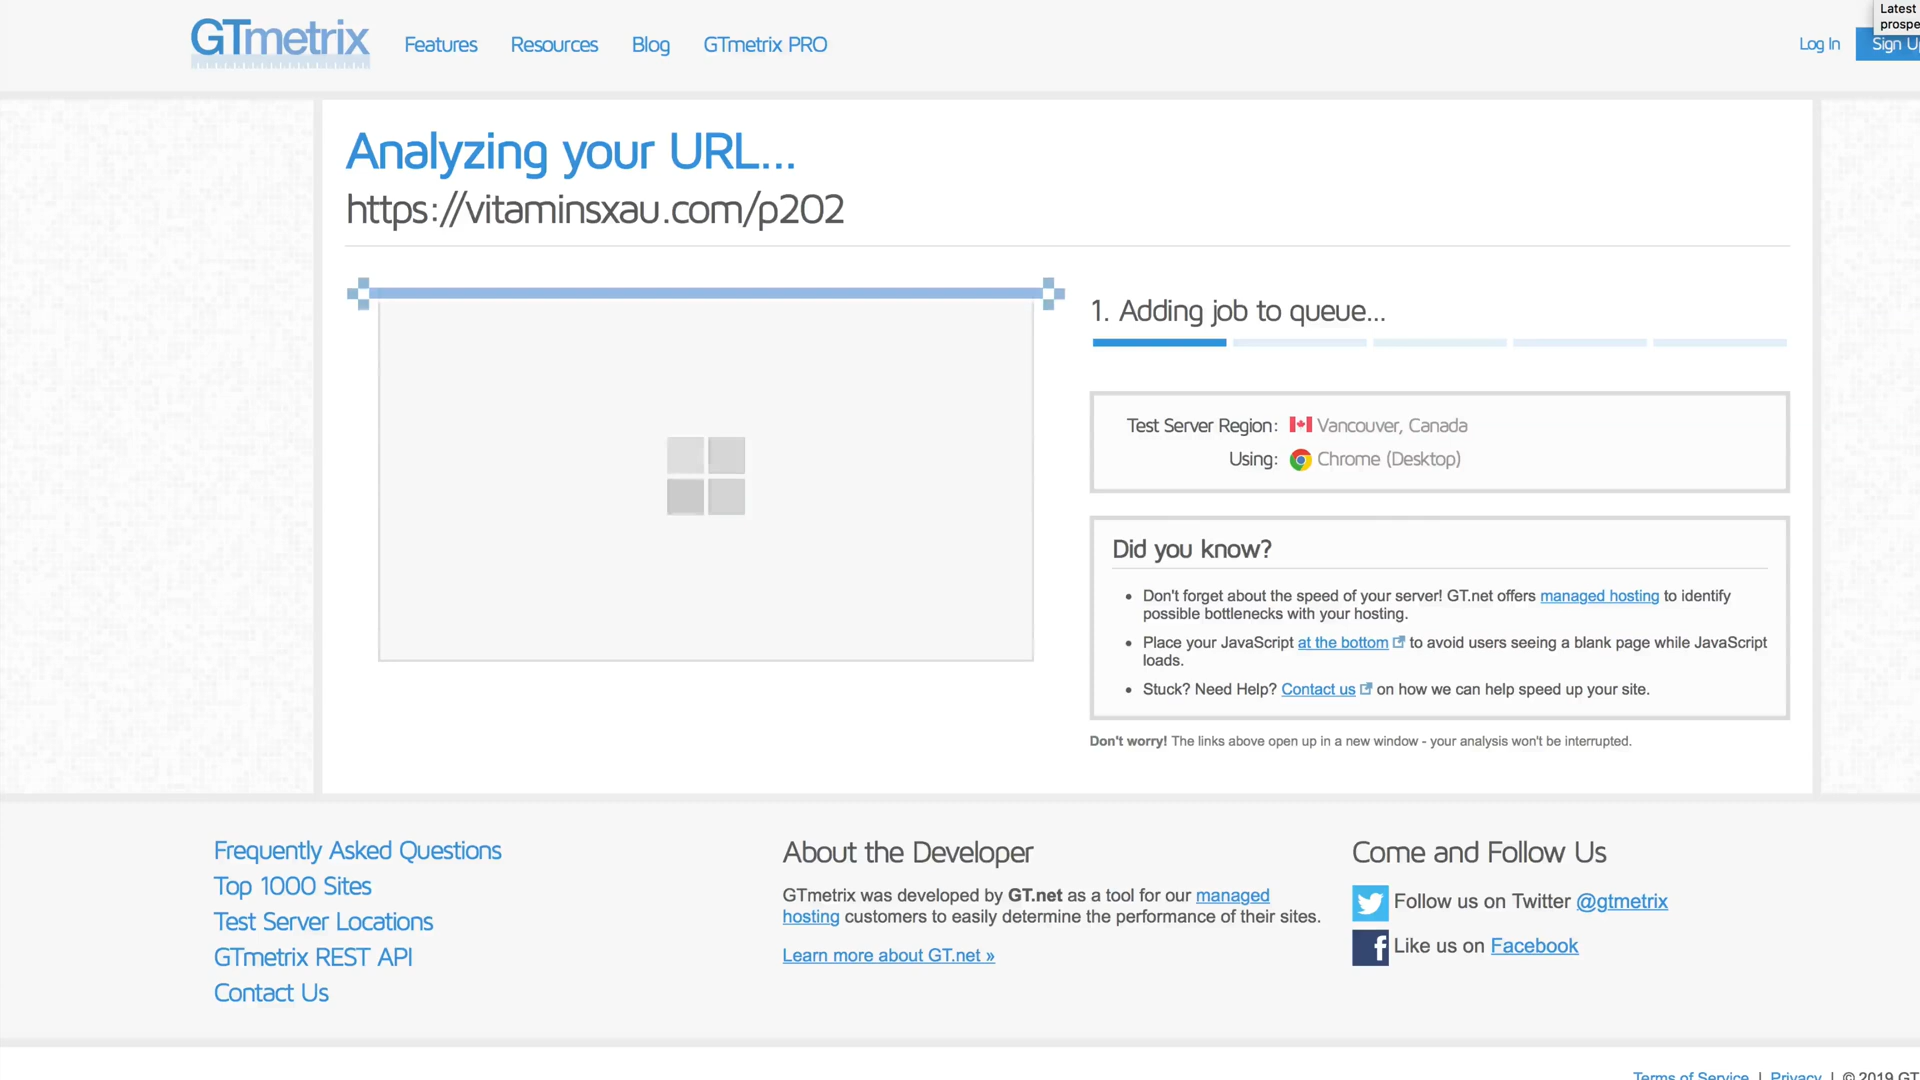 Latest
prospe
GTmetrix
Features Resources Blog GTmetrix PRO
Log In
Sign U
Analyzing your URL...
https://vitaminsxau.com/p202
1. Adding job to queue...
Test Server Region: Vancouver, Canada
Using: Chrome (Desktop)
Did you know?
• Don't forget about the speed of your server! GT.net offers managed hosting to identify
possible bottlenecks with your hosting.
• Place your JavaScript at the bottom to avoid users seeing a blank page while JavaScript
loads.
• Stuck? Need Help? Contact us on how we can help speed up your site.
Don't worry! The links above open up in a new window - your analysis won't be interrupted.
Frequently Asked Questions
Top 1000 Sites
Test Server Locations
GTmetrix REST API
Contact Us
About the Developer
GTmetrix was developed by GT.net as a tool for our managed
hosting customers to easily determine the performance of their sites.
Learn more about GT.net »
Come and Follow Us
Follow us on Twitter @gtmetrix
Like us on Facebook
Terms of Service | Privacy | © 2019 GT